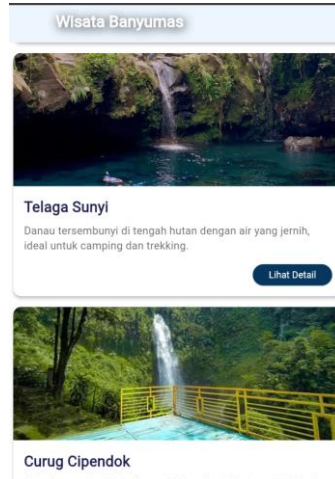 Wisata Banyumas
Telaga Sunyi
Danau tersembunyi di tengah hutan dengan air yang jernih,
ideal untuk camping dan trekking.
Lihat Detail
Curug Cipendok